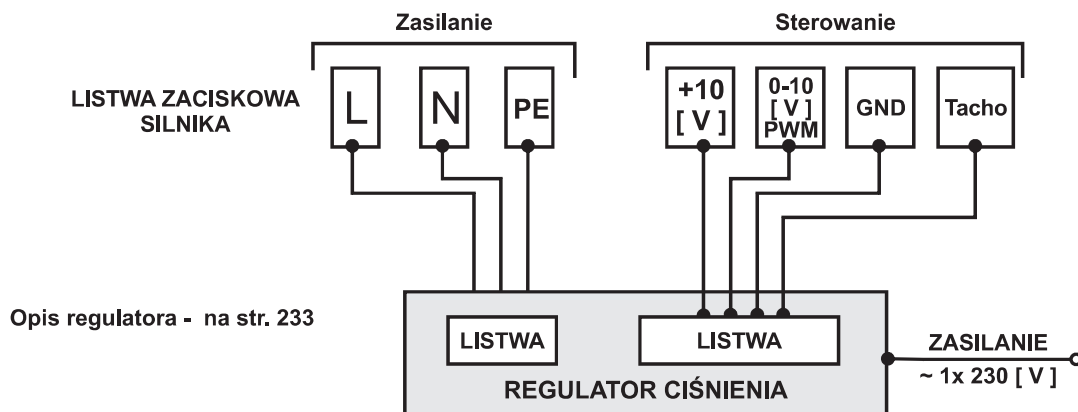 Zasilanie
Sterowanie
LISTWA ZACISKOWA
SILNIKA
L
N
PE
+10
[ V ]
0-10
[ V ]
PWM
GND
Tacho
Opis regulatora - na str. 233
LISTWA
LISTWA
REGULATOR CIŚNIENIA
ZASILANIE
~ 1x 230 [ V ]